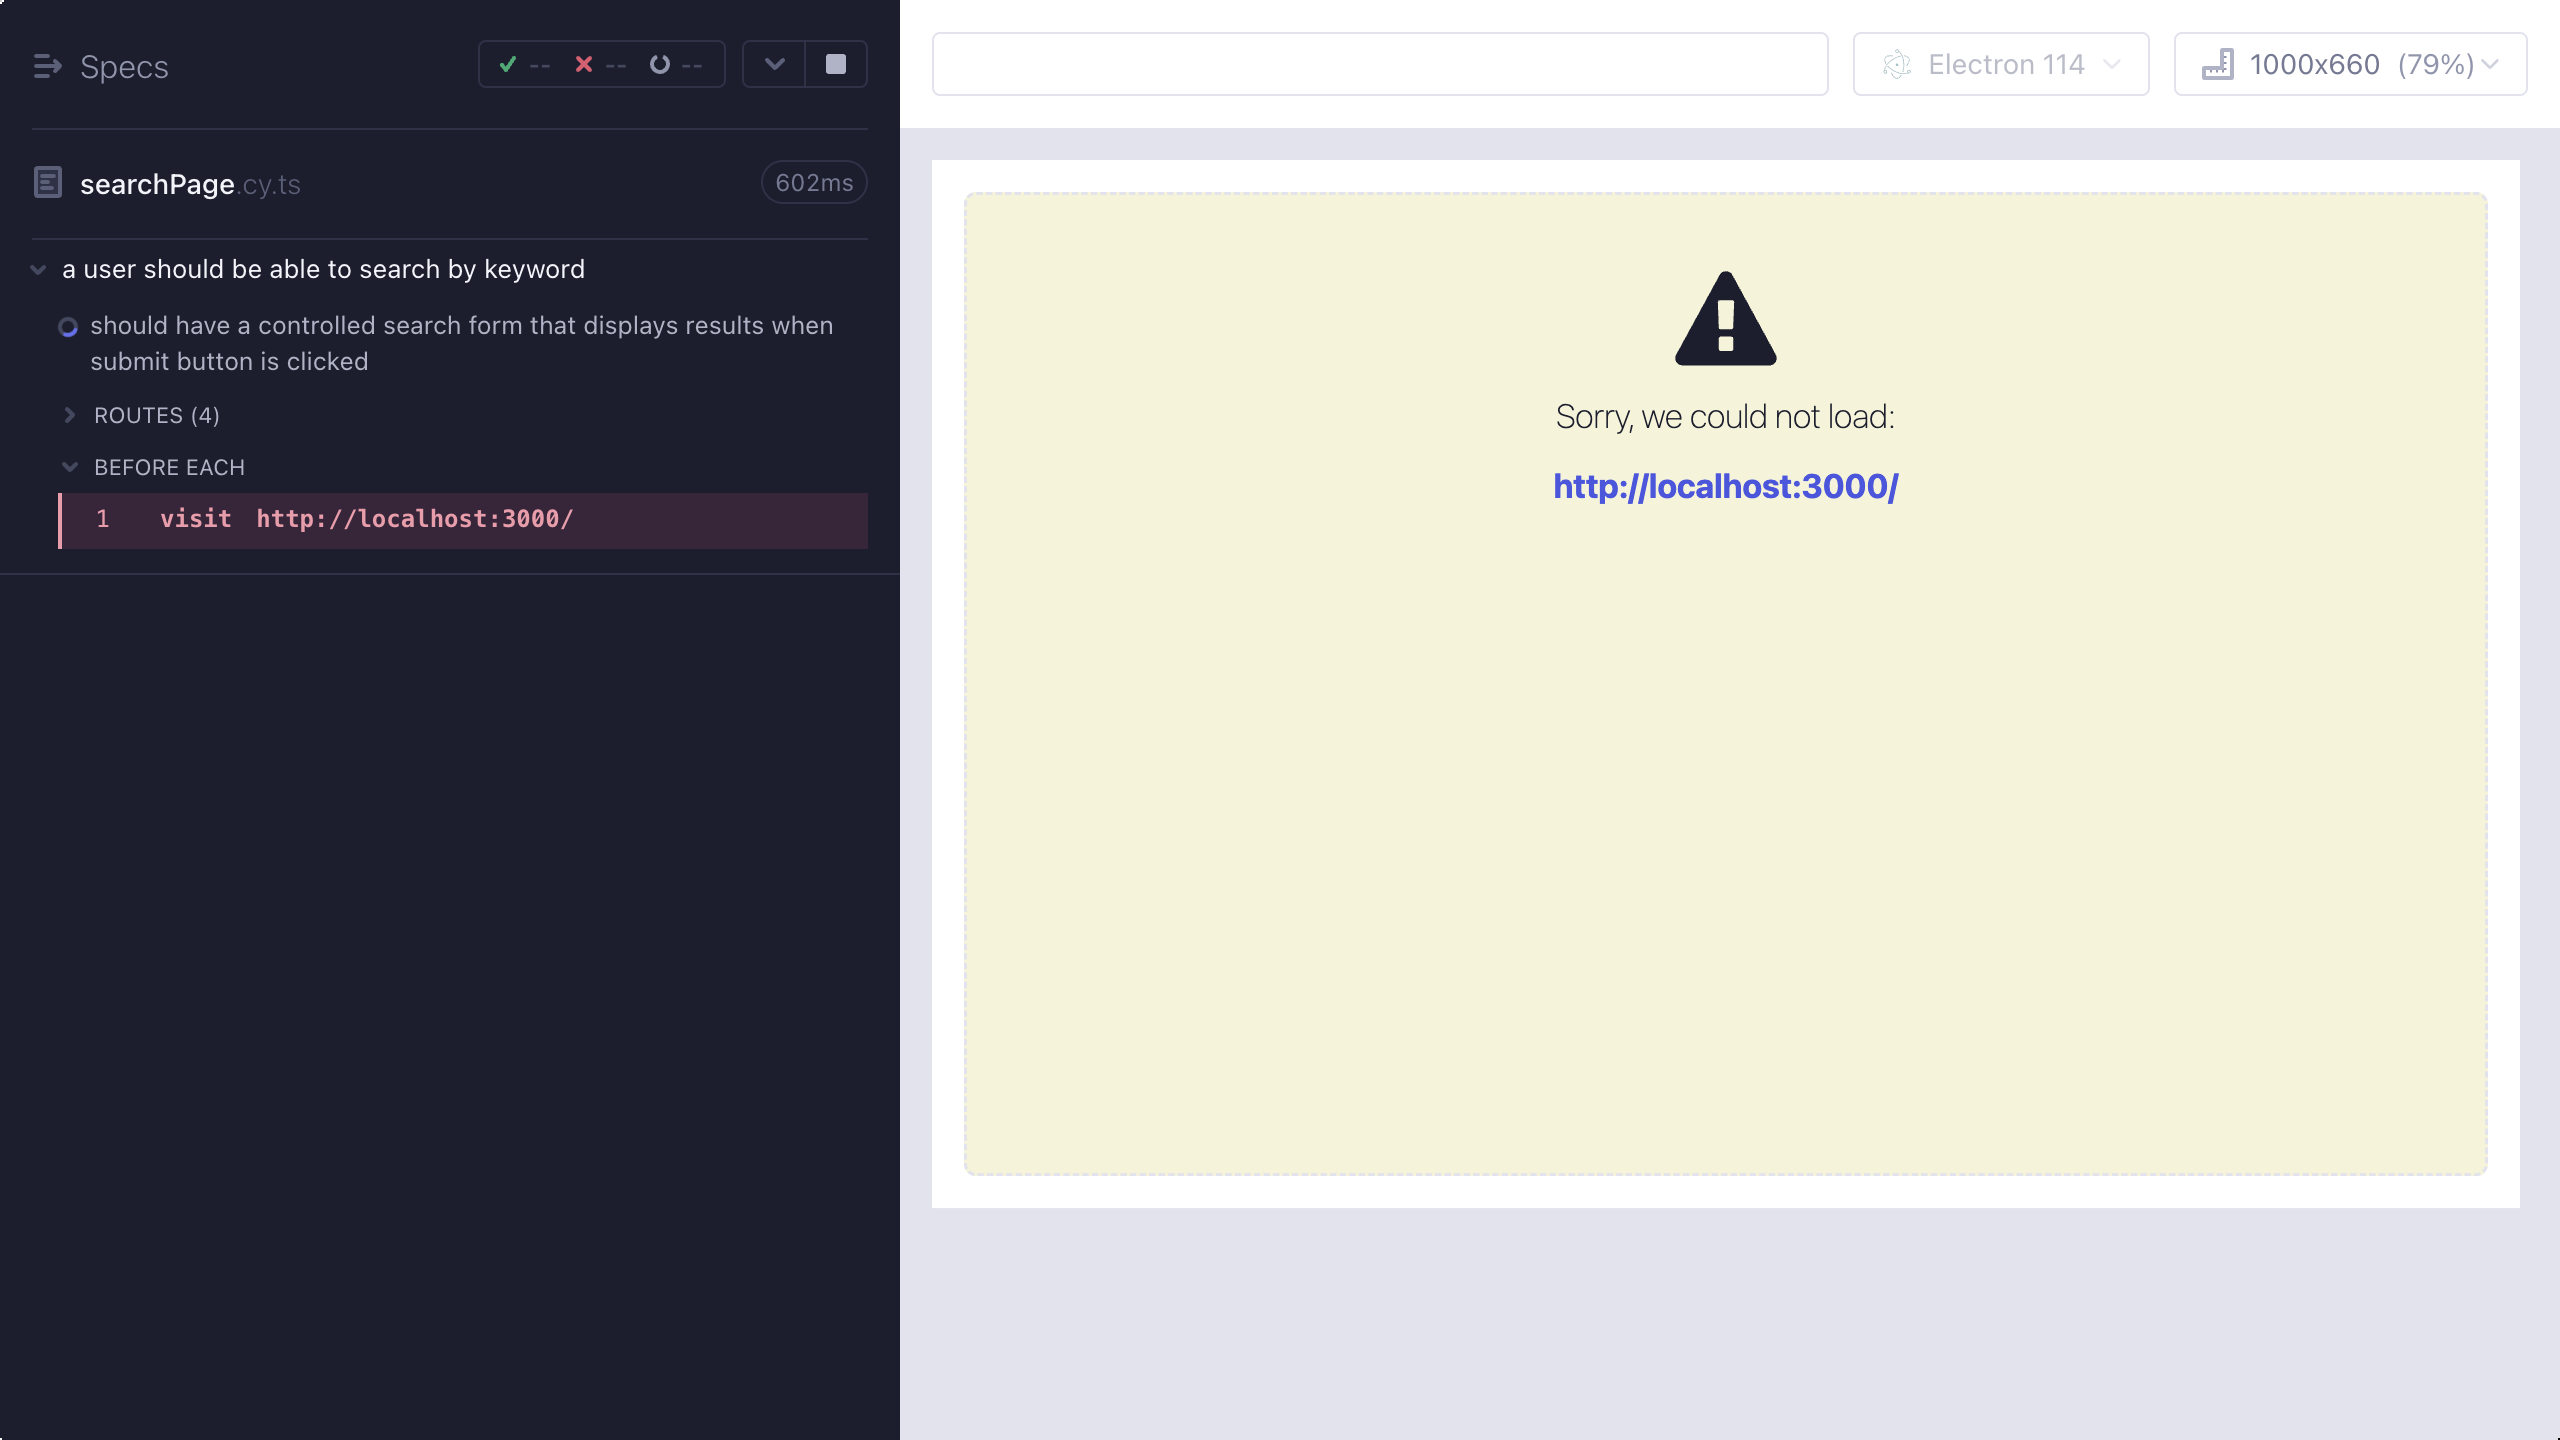 Specs
-- -- --
searchPage.cy.ts
602ms
a user should be able to search by keyword
should have a controlled search form that displays results when
submit button is clicked
ROUTES (4)
BEFORE EACH
1 visit http://localhost:3000/
Electron 114
1000x660 (79%)
Sorry, we could not load:
http://localhost:3000/